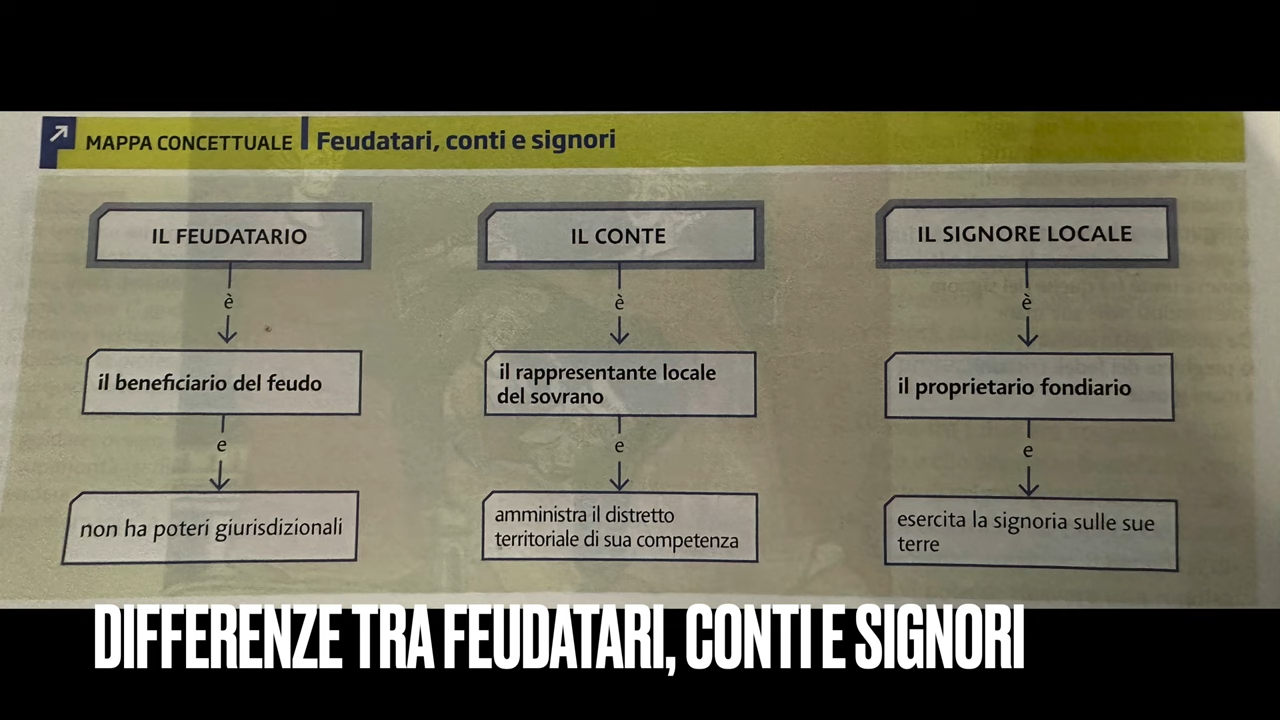 MAPPA CONCETTUALE | Feudatari, conti e signori
IL FEUDATARIO
è
il beneficiario del feudo
e
non ha poteri giurisdizionali
IL CONTE
è
il rappresentante locale
del sovrano
e
amministra il distretto
territoriale di sua competenza
IL SIGNORE LOCALE
è
il proprietario fondiario
e
esercita la signoria sulle sue
terre
DIFFERENZE TRA FEUDATARI, CONTI E SIGNORI